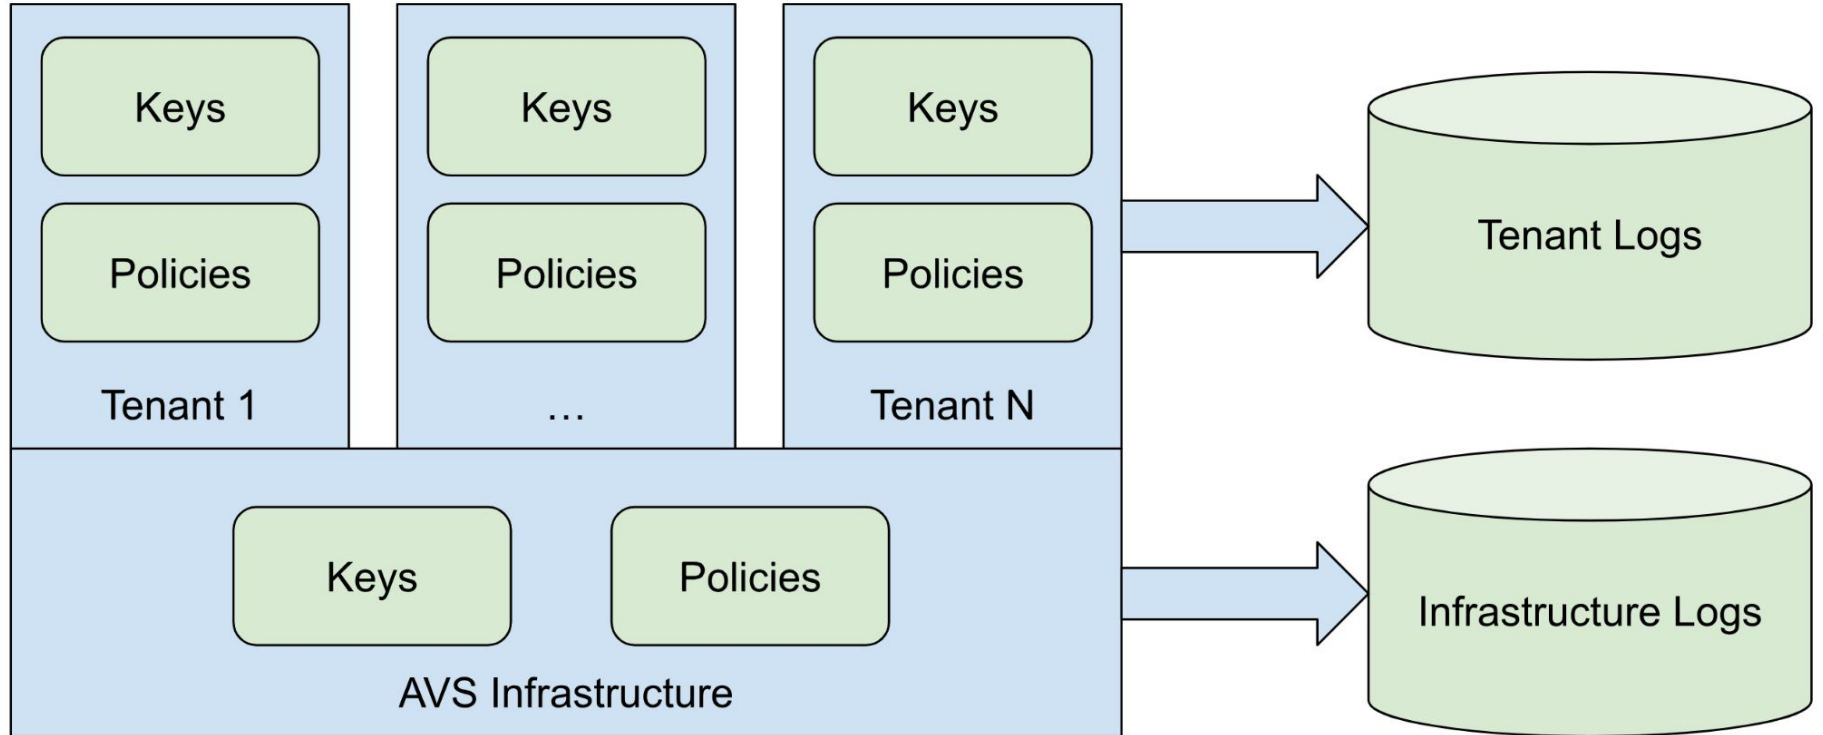 Keys
Keys
Keys
Policies
Policies
Policies
Tenant 1
…
Tenant N
Tenant Logs
Keys
Policies
AVS Infrastructure
Infrastructure Logs